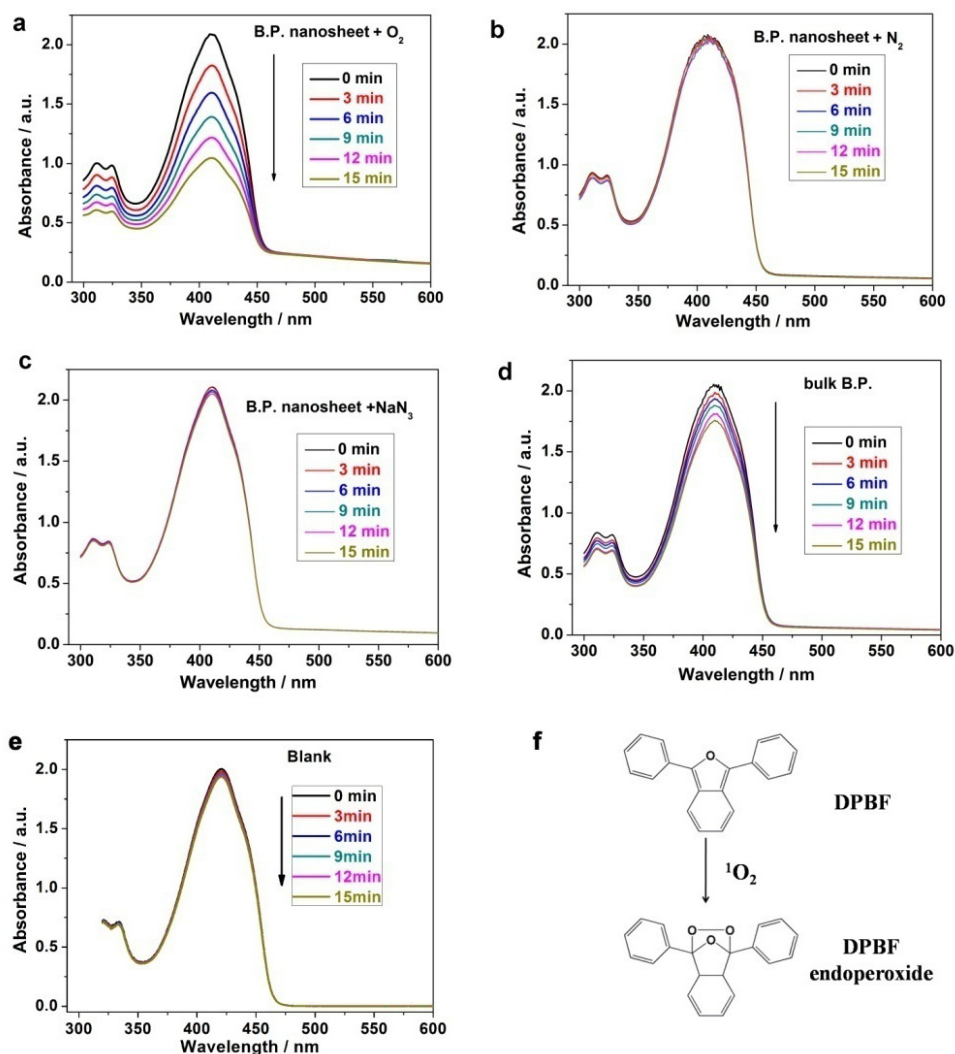 a
B.P. nanosheet + O2
0 min
3 min
6 min
9 min
12 min
15 min
2.0
1.5
1.0
0.5
0.0
Absorbance / a.u.
300 350 400 450 500 550 600
Wavelength / nm
b
B.P. nanosheet + N2
0 min
3 min
6 min
9 min
12 min
15 min
2.0
1.5
1.0
0.5
0.0
Absorbance / a.u.
300 350 400 450 500 550 600
Wavelength / nm
c
B.P. nanosheet +NaN3
0 min
3 min
6 min
9 min
12 min
15 min
2.0
1.5
1.0
0.5
0.0
Absorbance / a.u.
300 350 400 450 500 550 600
Wavelength / nm
d
bulk B.P.
0 min
3 min
6 min
9 min
12 min
15 min
2.0
1.5
1.0
0.5
0.0
Absorbance / a.u.
300 350 400 450 500 550 600
Wavelength / nm
e
Blank
0 min
3min
6min
9min
12min
15min
2.0
1.5
1.0
0.5
0.0
Absorbance / a.u.
300 350 400 450 500 550 600
Wavelength / nm
f
O
DPBF
1O2
O O
O
DPBF
endoperoxide